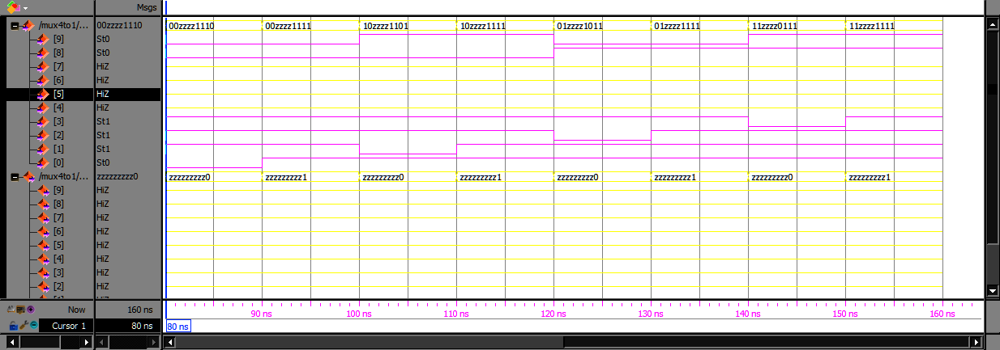 Msgs
/mux4to1/... 00zzzz1110 00zzzz1110 00zzzz1111 10zzzz1101 10zzzz1111 01zzzz1011 01zzzz1111 11zzzz0111 11zzzz1111
[9] St0
[8] St0
[7] HiZ
[6] HiZ
[5] HiZ
[4] HiZ
[3] St1
[2] St1
[1] St1
[0] St0
/mux4to1/... zzzzzzzzz0 zzzzzzzzz0 zzzzzzzzz1 zzzzzzzzz0 zzzzzzzzz1 zzzzzzzzz0 zzzzzzzzz1 zzzzzzzzz0 zzzzzzzzz1
[9] HiZ
[8] HiZ
[7] HiZ
[6] HiZ
[5] HiZ
[4] HiZ
[3] HiZ
[2] HiZ
Now 160 ns 90 ns 100 ns 110 ns 120 ns 130 ns 140 ns 150 ns 160 ns
Cursor 1 80 ns 80 ns